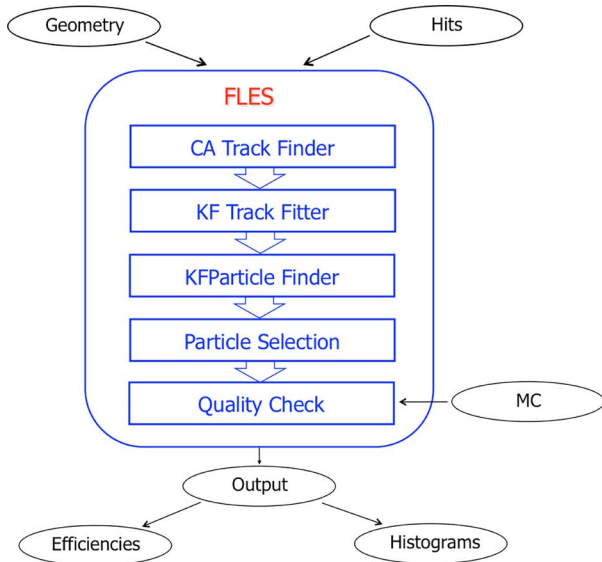 Geometry
Hits
FLES
CA Track Finder
KF Track Fitter
KFParticle Finder
Particle Selection
Quality Check
MC
Output
Efficiencies
Histograms